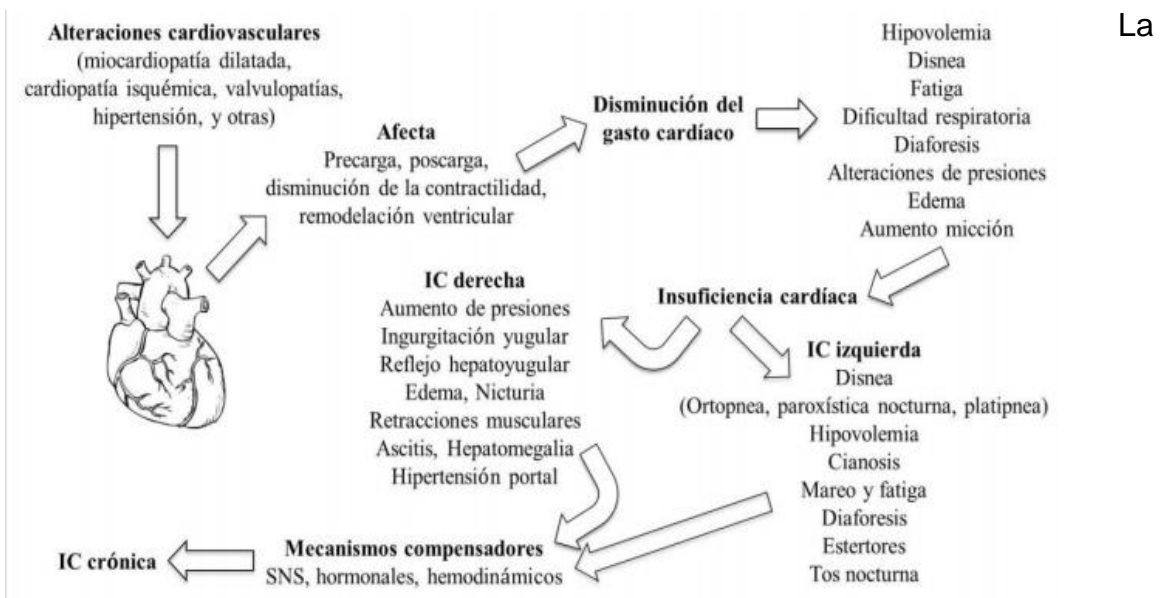 Alteraciones cardiovasculares
(miocardiopatía dilatada,
cardiopatía isquémica, valvulopatías,
hipertensión, y otras)
Afecta
Precarga, poscarga,
disminución de la contractilidad,
remodelación ventricular
Disminución del
gasto cardíaco
Hipovolemia
Disnea
Fatiga
Dificultad respiratoria
Diaforesis
Alteraciones de presiones
Edema
Aumento micción
La
Insuficiencia cardíaca
IC derecha
Aumento de presiones
Ingurgitación yugular
Reflejo hepatoyugular
Edema, Nicturia
Retracciones musculares
Ascitis, Hepatomegalia
Hipertensión portal
IC izquierda
Disnea
(Ortopnea, paroxística nocturna, platipnea)
Hipovolemia
Cianosis
Mareo y fatiga
Diaforesis
Estertores
Tos nocturna
Mecanismos compensadores
SNS, hormonales, hemodinámicos
IC crónica